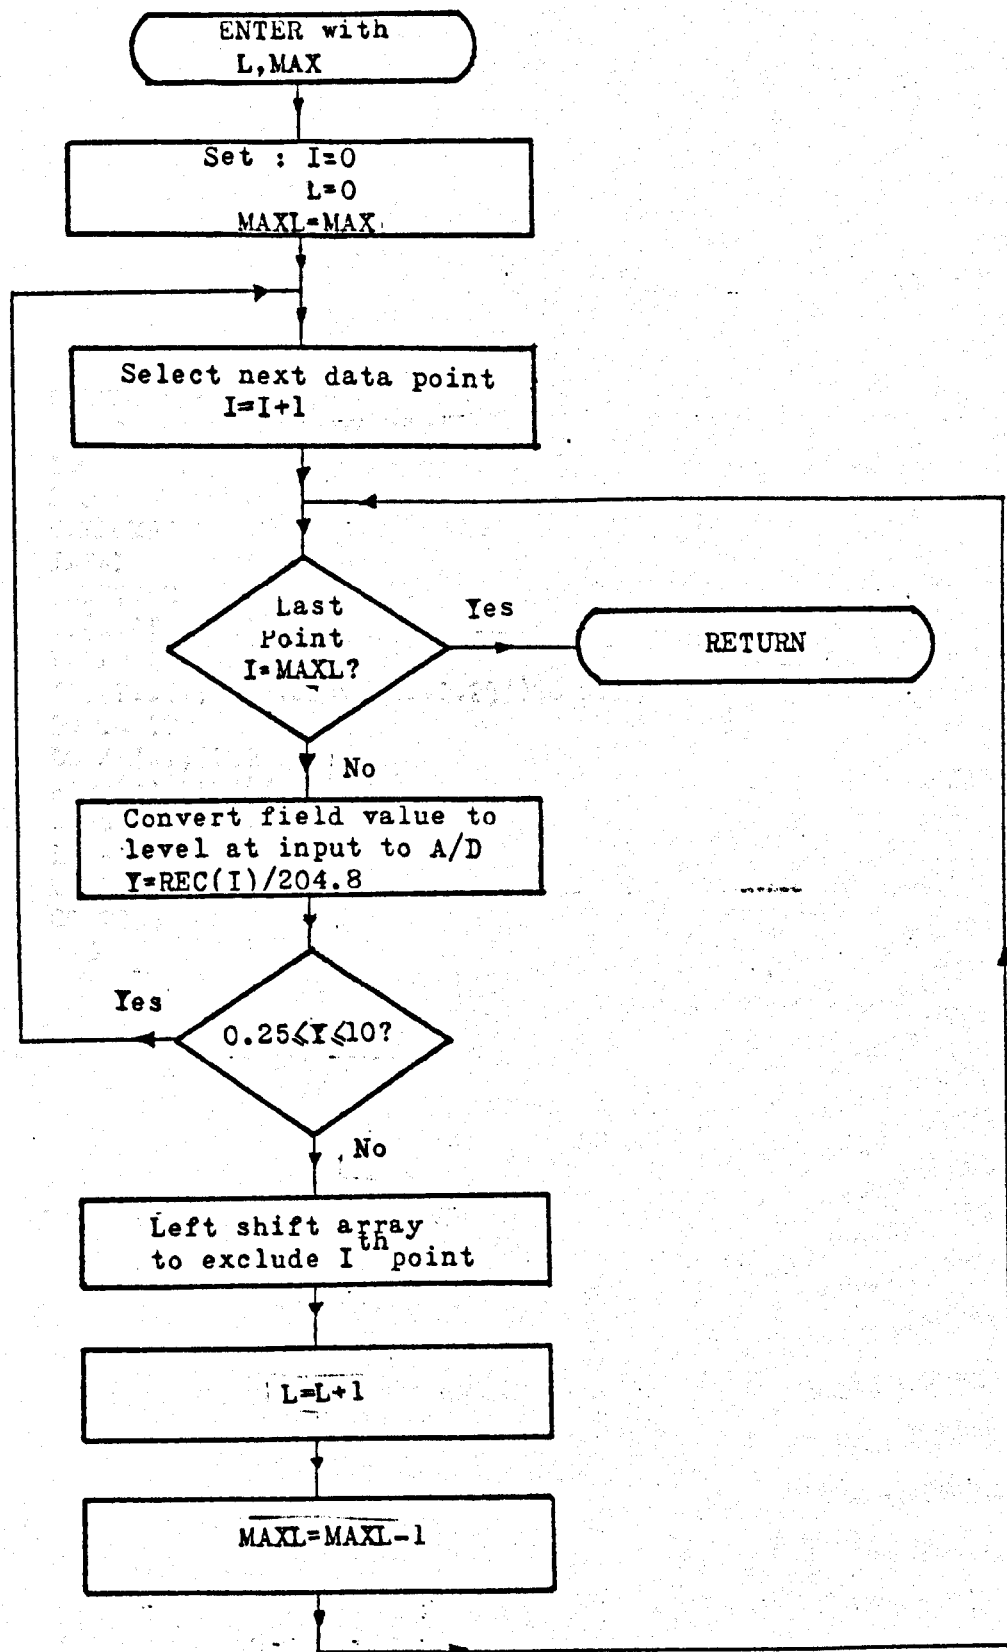 ENTER with
L,MAX
Set : I=0
L=0
MAXL=MAX
Select next data point
I=I+1
Last
Point
I=MAXL?
Yes
RETURN
No
Convert field value to
level at input to A/D
Y=REC(I)/204.8
Yes
0.25⩽Y⩽10?
No
Left shift array
to exclude Ith point
L=L+1
MAXL=MAXL-1